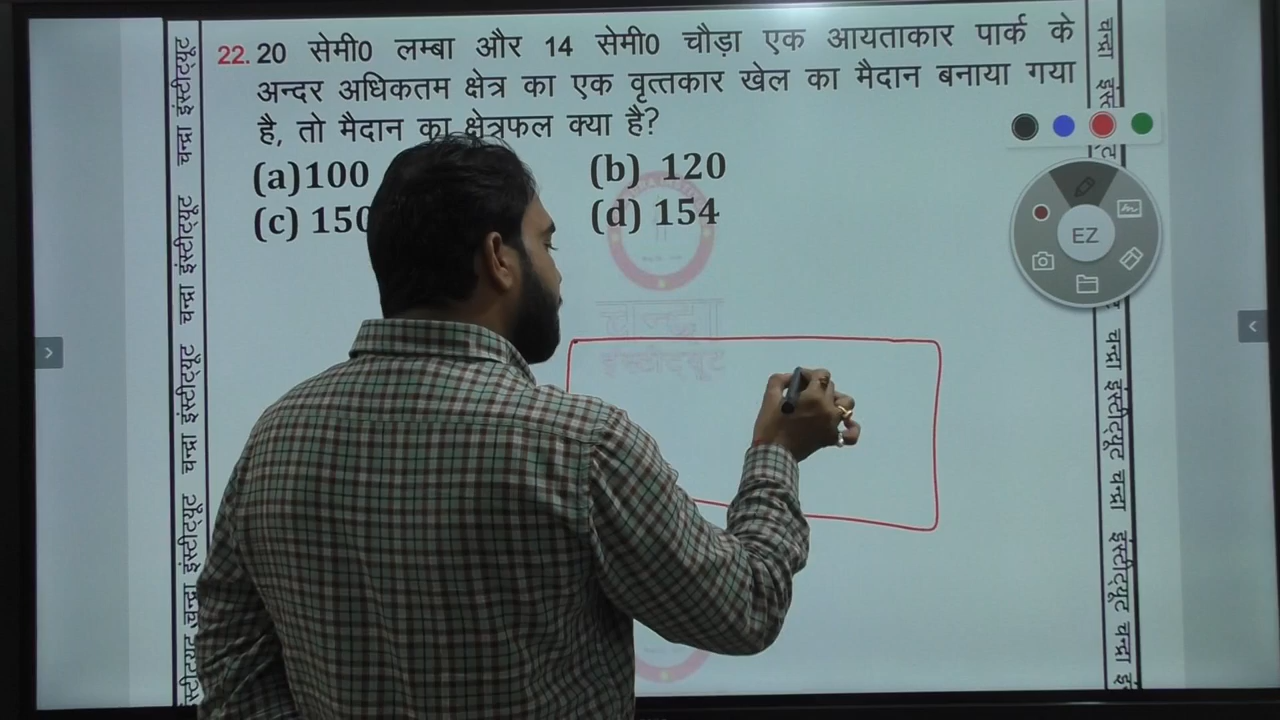 22. 20 सेमी0 लम्बा और 14 सेमी0 चौड़ा एक आयताकार पार्क के
अन्दर अधिकतम क्षेत्र का एक वृत्तकार खेल का मैदान बनाया गया
है, तो मैदान का क्षेत्रफल क्या है?
(a)100
(b) 120
(c) 150
(d) 154
EZ
चन्द्रा
इंस्टीट्यूट
चन्द्रा इंस्टीट्यूट
चन्द्रा इंस्टीट्यूट
चन्द्रा इंस्टीट्यूट
चन्द्रा इंस्टीट्यूट
चन्द्रा इंस्टीट्यूट
चन्द्रा
इंस्टीट्यूट चन्द्रा